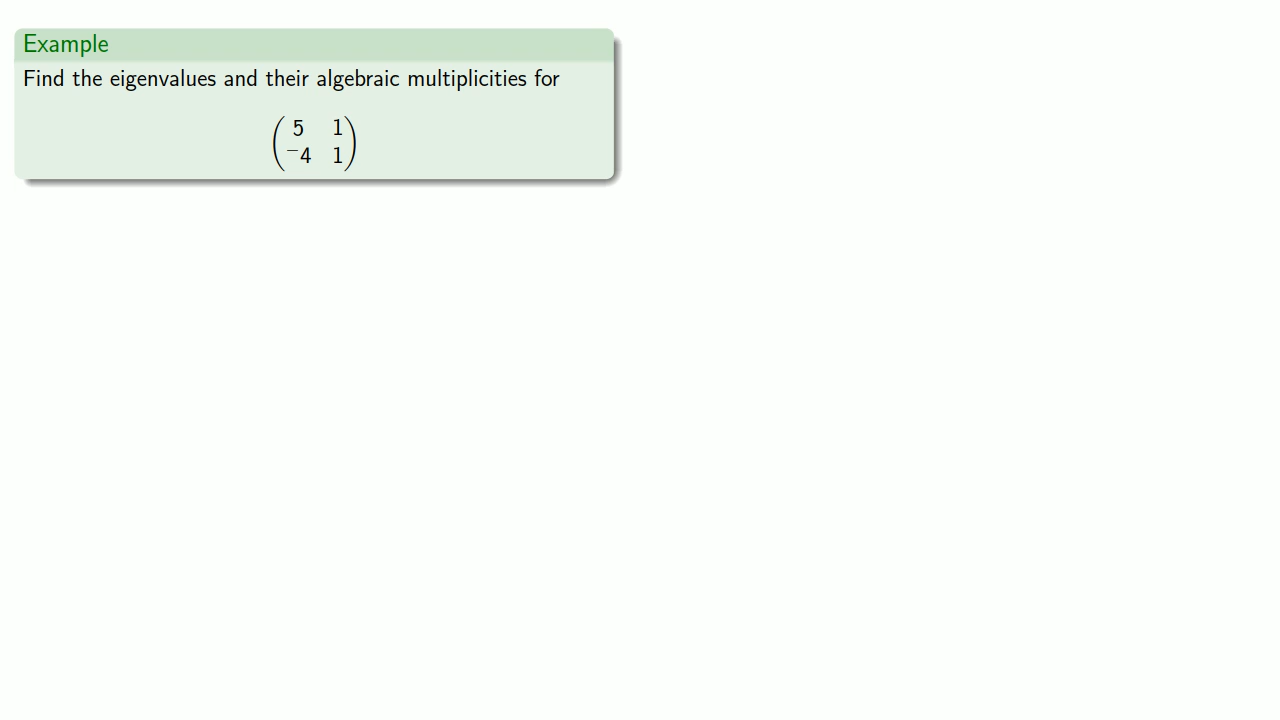 Example
Find the eigenvalues and their algebraic multiplicities for
5 1
−4 1